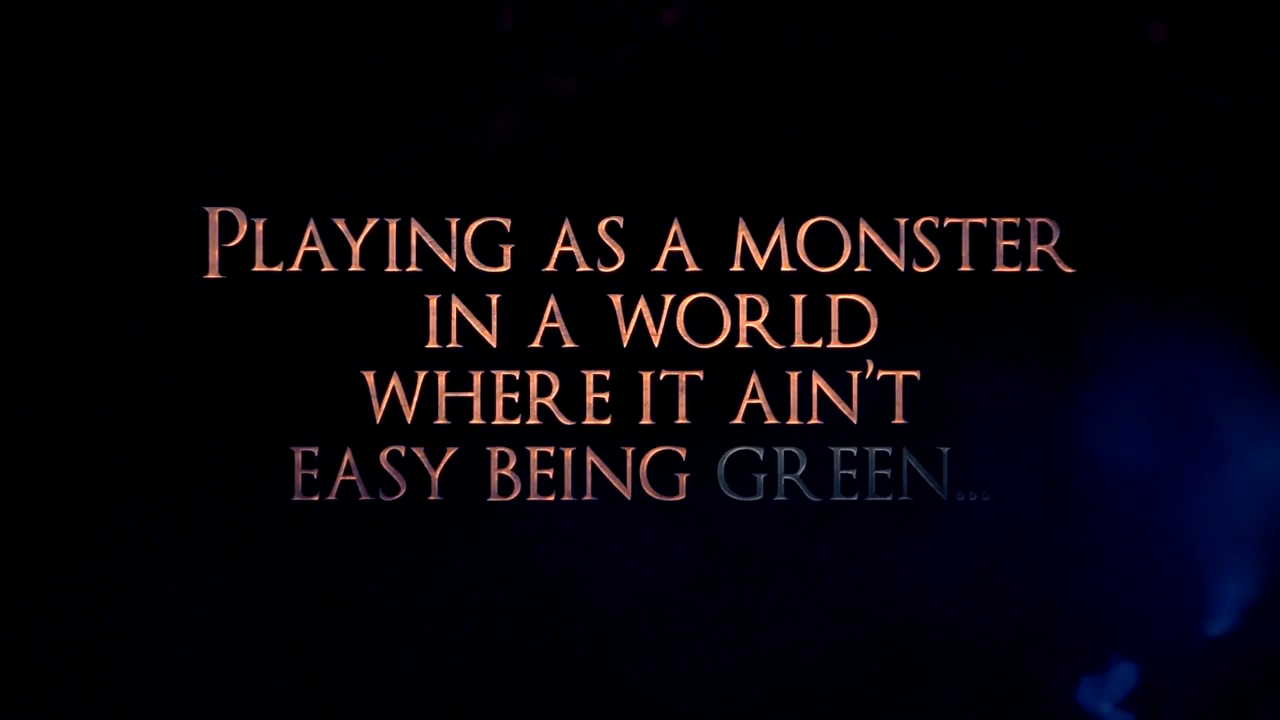 Playing as a monster
in a world
where it ain't
easy being green...